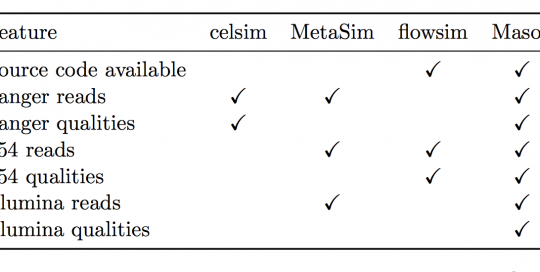 eature celsim MetaSim flowsim Maso
ource code available ✓ ✓
anger reads ✓ ✓ ✓
anger qualities ✓ ✓
54 reads ✓ ✓ ✓
54 qualities ✓ ✓
lumina reads ✓ ✓
lumina qualities ✓